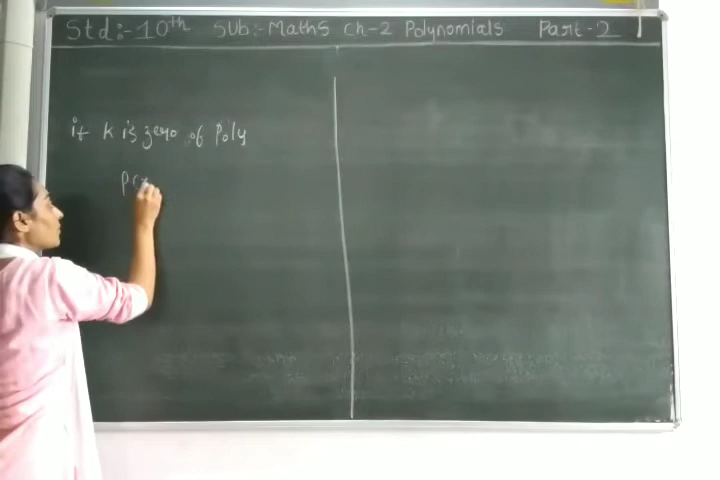 Std:- 10th Sub:- Maths Ch-2 Polynomials Part-2
if k is zero of Poly
P(x